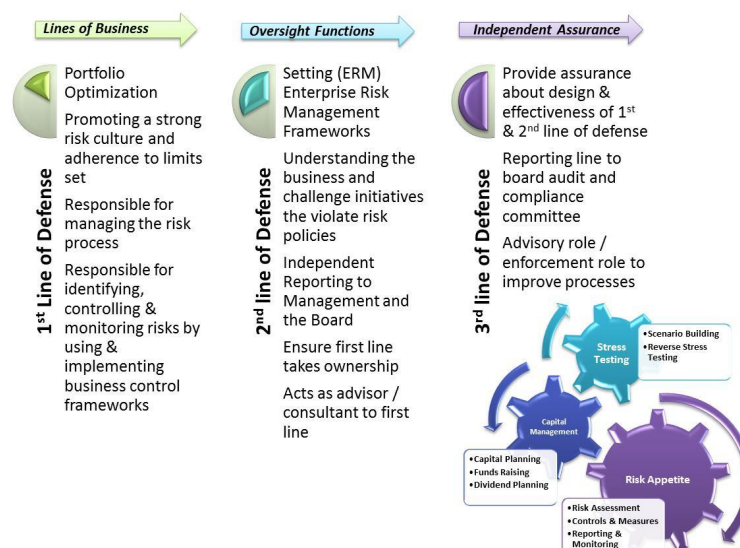 Lines of Business
1st Line of Defense
Portfolio
Optimization
Promoting a strong
risk culture and
adherence to limits
set
Responsible for
managing the risk
process
Responsible for
identifying,
controlling &
monitoring risks by
using &
implementing
business control
frameworks
Oversight Functions
2nd line of Defense
Setting (ERM)
Enterprise Risk
Management
Frameworks
Understanding the
business and
challenge initiatives
the violate risk
policies
Independent
Reporting to
Management and
the Board
Ensure first line
takes ownership
Acts as advisor /
consultant to first
line
Independent Assurance
3rd line of Defense
Provide assurance
about design &
effectiveness of 1st
& 2nd line of defense
Reporting line to
board audit and
compliance
committee
Advisory role /
enforcement role to
improve processes
Stress
Testing
•Scenario Building
•Reverse Stress
Testing
Capital
Management
•Capital Planning
•Funds Raising
•Dividend Planning
Risk Appetite
•Risk Assessment
•Controls & Measures
•Reporting &
Monitoring